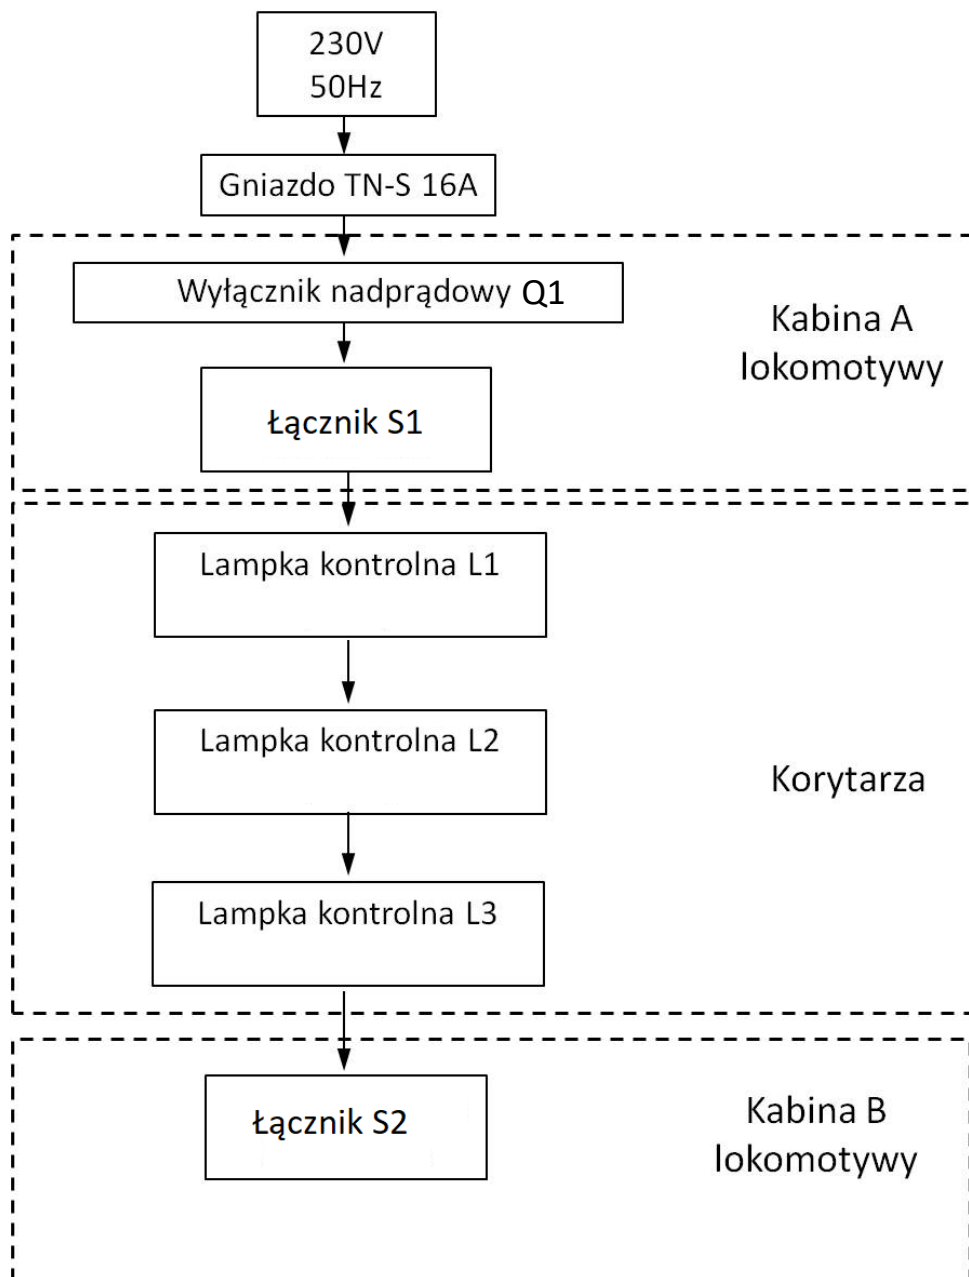 230V
50Hz
Gniazdo TN-S 16A
Wyłącznik nadprądowy Q1
Kabina A
lokomotywy
Łącznik S1
Lampka kontrolna L1
Lampka kontrolna L2
Korytarza
Lampka kontrolna L3
Łącznik S2
Kabina B
lokomotywy